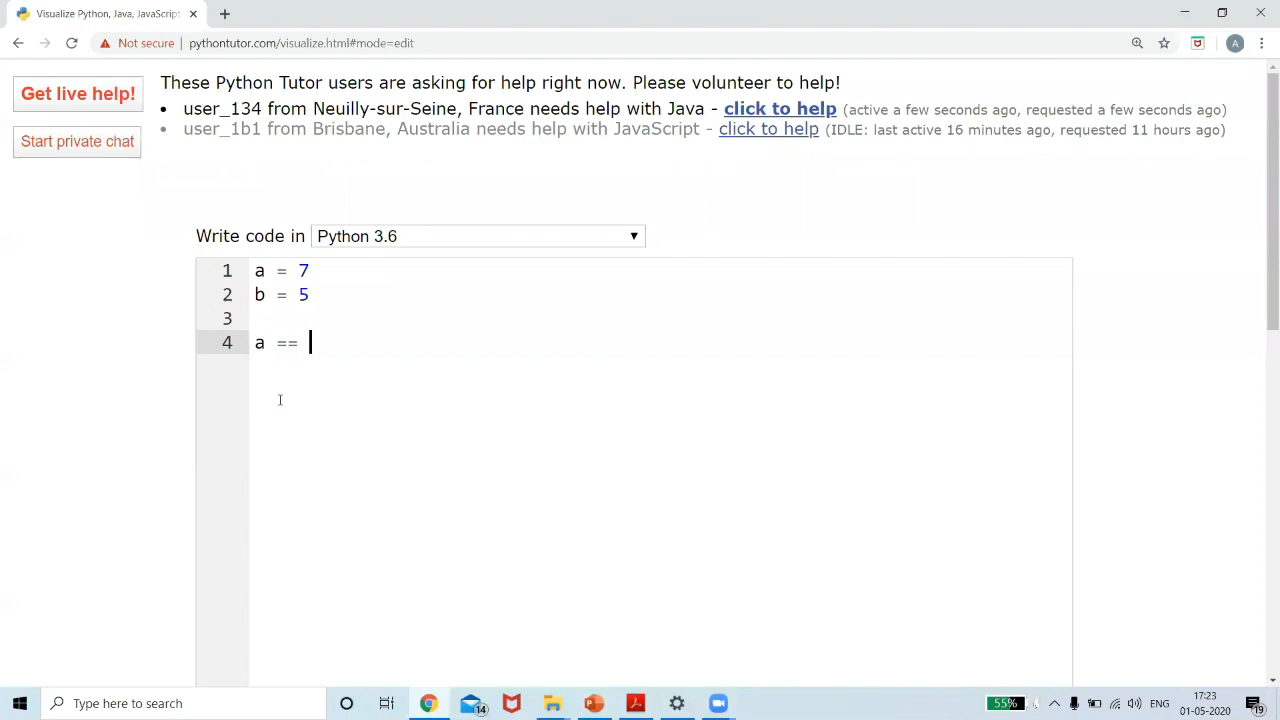 Visualize Python, Java, JavaScript
Not secure | pythontutor.com/visualize.html#mode=edit
A
Get live help!
Start private chat
These Python Tutor users are asking for help right now. Please volunteer to help!
• user_134 from Neuilly-sur-Seine, France needs help with Java - click to help (active a few seconds ago, requested a few seconds ago)
• user_1b1 from Brisbane, Australia needs help with JavaScript - click to help (IDLE: last active 16 minutes ago, requested 11 hours ago)
Write code in Python 3.6
1 a = 7
2 b = 5
3
4 a ==
Type here to search
14
55%
ENG
17:23
01-05-2020
19